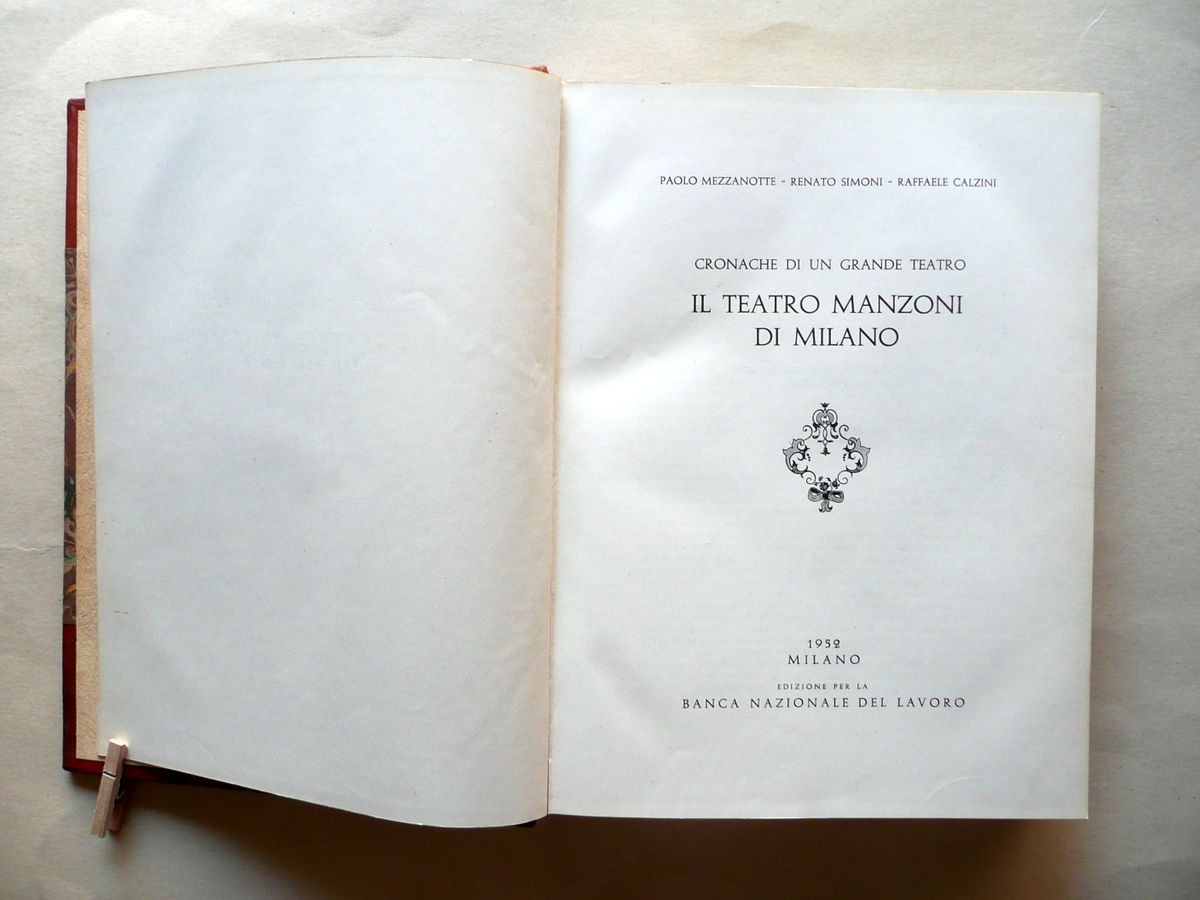 PAOLO MEZZANOTTE - RENATO SIMONI - RAFFAELE CALZINI
CRONACHE DI UN GRANDE TEATRO
IL TEATRO MANZONI
DI MILANO
1952
MILANO
EDIZIONE PER LA
BANCA NAZIONALE DEL LAVORO